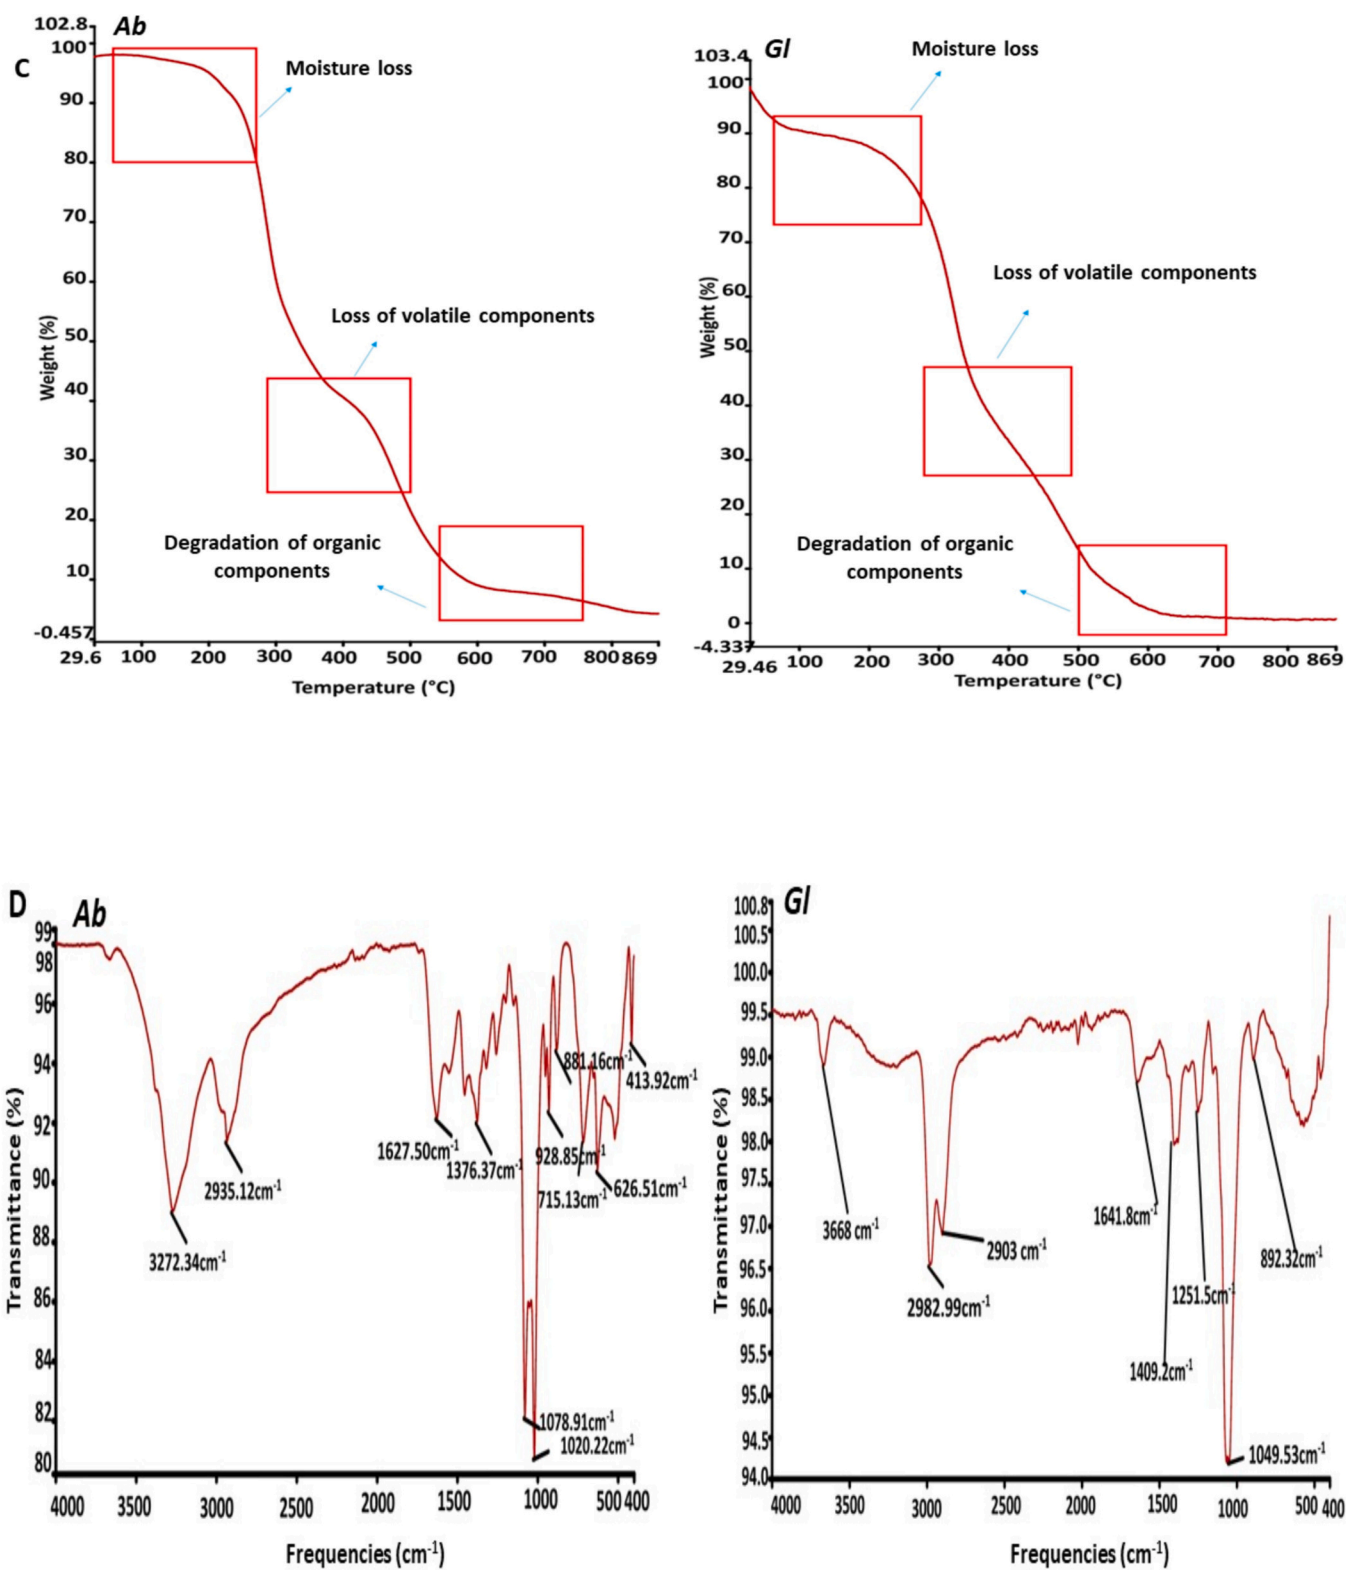 C
Ab
102.8
100
90
80
70
60
50
40
30
20
10
-0.457
Weight (%)
Moisture loss
Loss of volatile components
Degradation of organic
components
29.6 100 200 300 400 500 600 700 800 869
Temperature (°C)
Gl
103.4
100
90
80
70
60
50
40
30
20
10
0
-4.337
Weight (%)
Moisture loss
Loss of volatile components
Degradation of organic
components
29.46 100 200 300 400 500 600 700 800 869
Temperature (°C)
D
Ab
99
98
96
94
92
90
88
86
84
82
80
Transmittance (%)
3272.34cm-1
2935.12cm-1
1627.50cm-1
1376.37cm-1
1078.91cm-1
1020.22cm-1
928.85cm-1
881.16cm-1
715.13cm-1
626.51cm-1
413.92cm-1
4000 3500 3000 2500 2000 1500 1000 500 400
Frequencies (cm-1)
Gl
100.8
100.5
100.0
99.5
99.0
98.5
98.0
97.5
97.0
96.5
96.0
95.5
95.0
94.5
94.0
Transmittance (%)
3668 cm-1
2982.99cm-1
2903 cm-1
1641.8cm-1
1409.2cm-1
1251.5cm-1
1049.53cm-1
892.32cm-1
4000 3500 3000 2500 2000 1500 1000 500 400
Frequencies (cm-1)